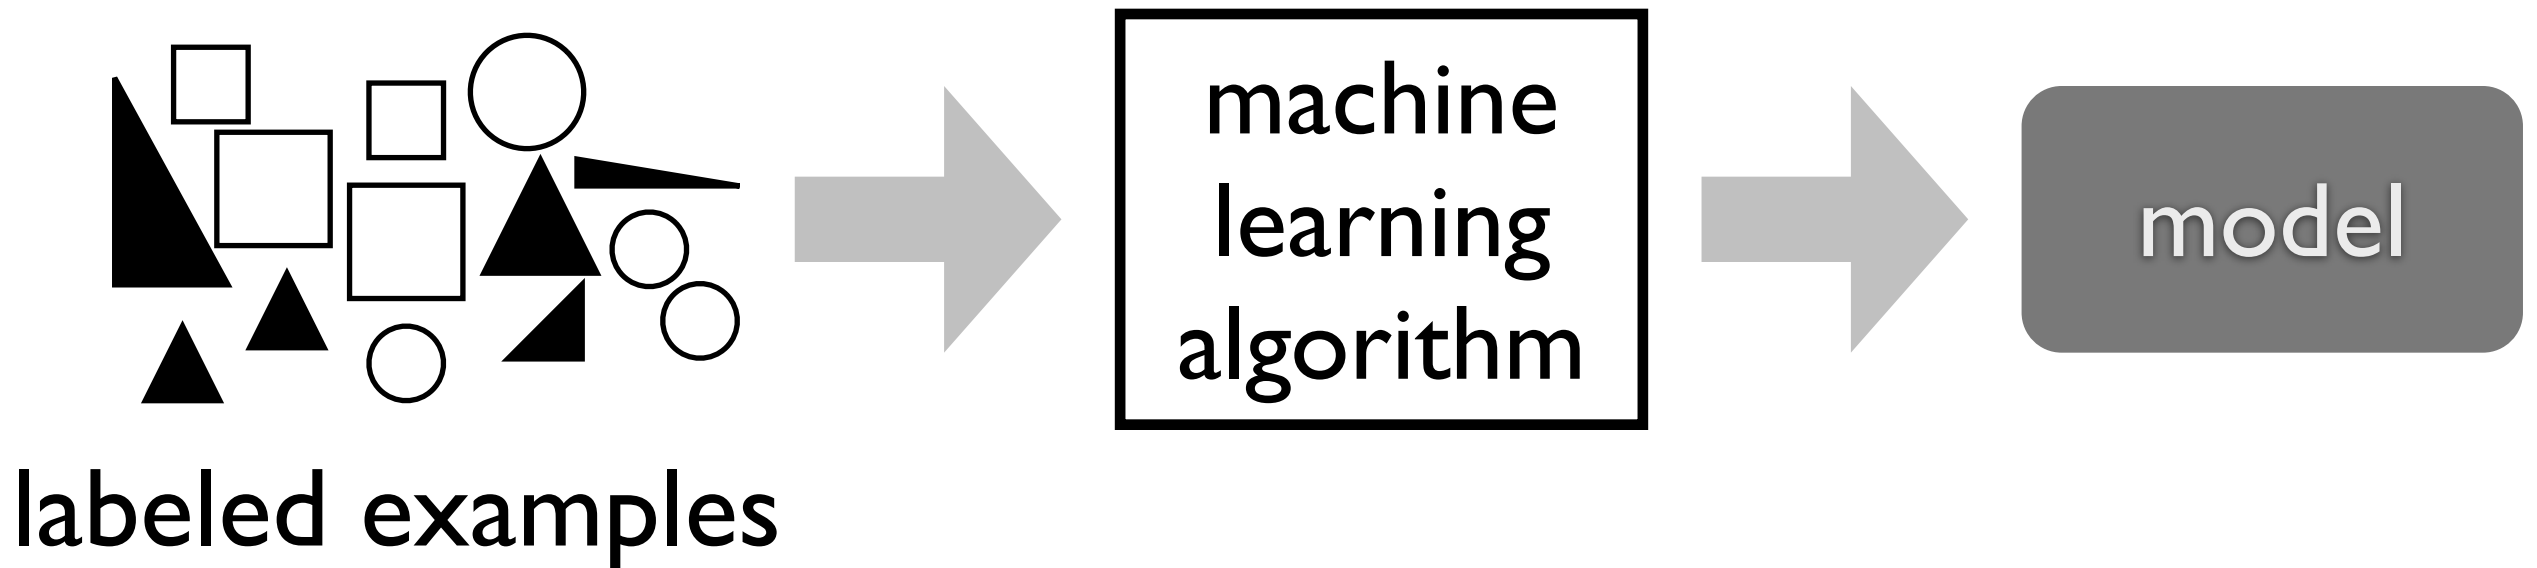 machine
learning
algorithm
model
labeled examples